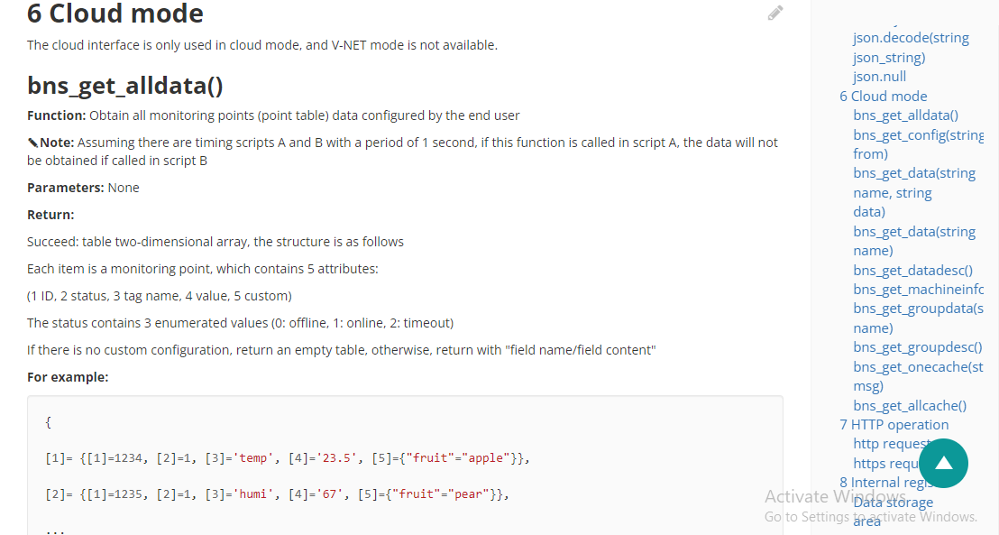 6 Cloud mode
The cloud interface is only used in cloud mode, and V-NET mode is not available.
bns_get_alldata()
Function: Obtain all monitoring points (point table) data configured by the end user
Note: Assuming there are timing scripts A and B with a period of 1 second, if this function is called in script A, the data will not
be obtained if called in script B
Parameters: None
Return:
Succeed: table two-dimensional array, the structure is as follows
Each item is a monitoring point, which contains 5 attributes:
(1 ID, 2 status, 3 tag name, 4 value, 5 custom)
The status contains 3 enumerated values (0: offline, 1: online, 2: timeout)
If there is no custom configuration, return an empty table, otherwise, return with "field name/field content"
For example:
{
[1]= {[1]=1234, [2]=1, [3]='temp', [4]='23.5', [5]={"fruit"="apple"}},
[2]= {[1]=1235, [2]=1, [3]='humi', [4]='67', [5]={"fruit"="pear"}},
...
json.decode(string
json_string)
json.null
6 Cloud mode
bns_get_alldata()
bns_get_config(string
from)
bns_get_data(string
name, string
data)
bns_get_data(string
name)
bns_get_datadesc()
bns_get_machineinfo
bns_get_groupdata(s
name)
bns_get_groupdesc()
bns_get_onecache(st
msg)
bns_get_allcache()
7 HTTP operation
http request
https requ
8 Internal regis
Data storage
area
Activate Windows
Go to Settings to activate Windows.